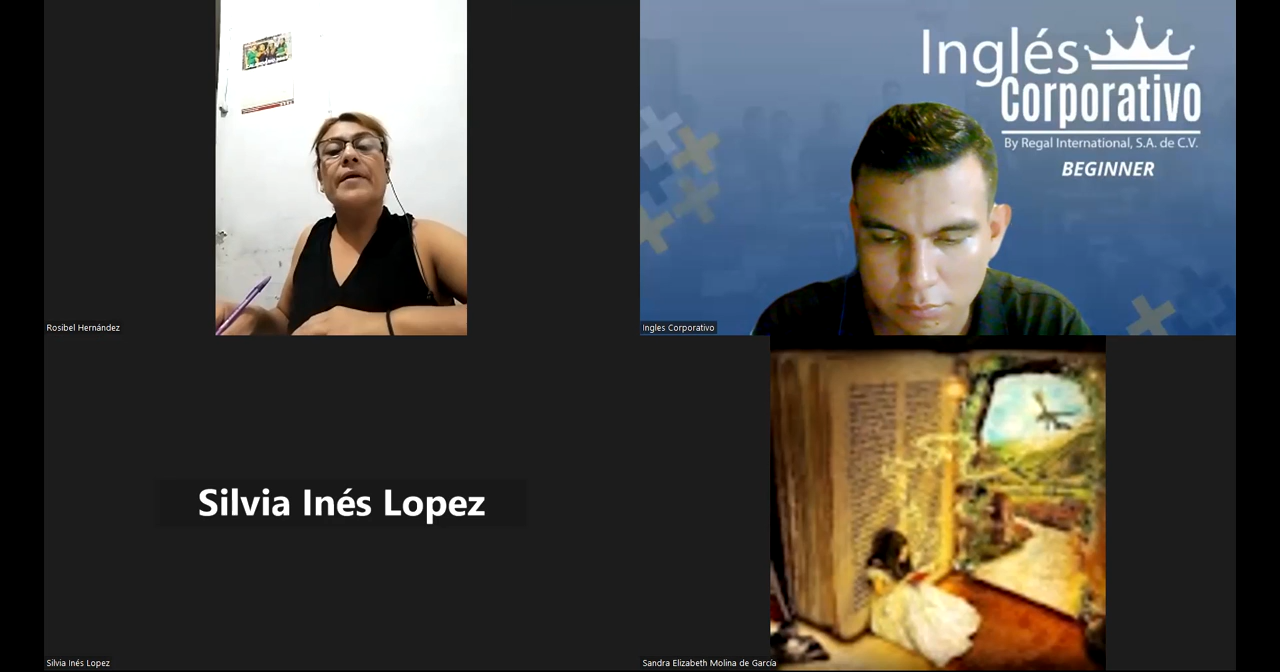 Inglés
Corporativo
By Regal International, S.A. de C.V.
BEGINNER
Rosibel Hernández
Ingles Corporativo
Silvia Inés Lopez
Silvia Inés Lopez
Sandra Elizabeth Molina de García